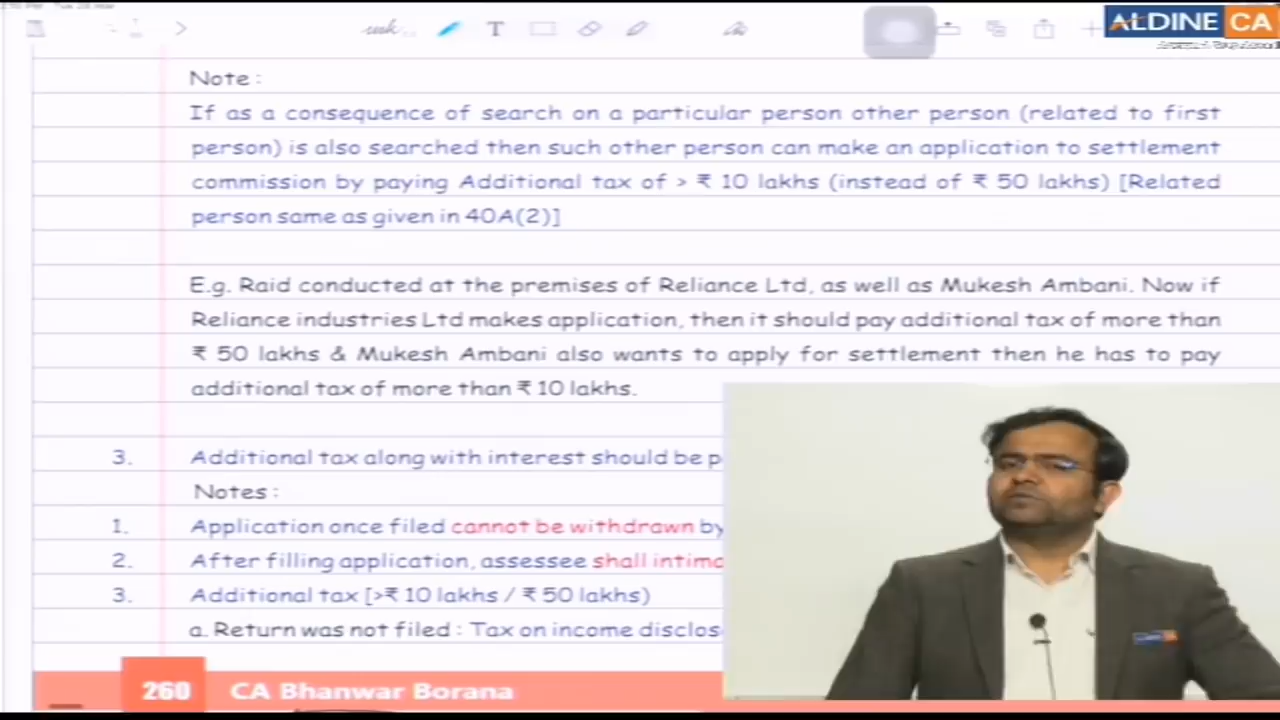 ALDINE CA
Note :
If as a consequence of search on a particular person other person (related to first
person) is also searched then such other person can make an application to settlement
commission by paying Additional tax of > ₹ 10 lakhs (instead of ₹ 50 lakhs) [Related
person same as given in 40A(2)]
E.g. Raid conducted at the premises of Reliance Ltd, as well as Mukesh Ambani. Now if
Reliance industries Ltd makes application, then it should pay additional tax of more than
₹ 50 lakhs & Mukesh Ambani also wants to apply for settlement then he has to pay
additional tax of more than ₹ 10 lakhs.
3. Additional tax along with interest should be p
Notes :
1. Application once filed cannot be withdrawn by
2. After filling application, assessee shall intima
3. Additional tax [>₹ 10 lakhs / ₹ 50 lakhs)
a. Return was not filed : Tax on income disclos
260 CA Bhanwar Borana